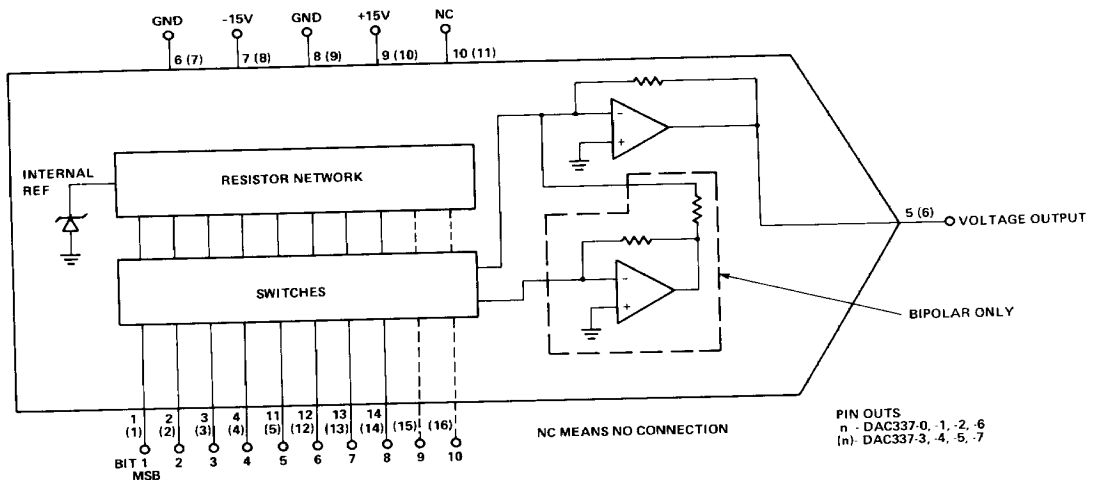 GND -15V GND +15V NC
6 (7) 7 (8) 8 (9) 9 (10) 10 (11)
INTERNAL
REF
RESISTOR NETWORK
SWITCHES
-
+
-
+
5 (6) VOLTAGE OUTPUT
BIPOLAR ONLY
1 2 3 4 11 12 13 14
(1) (2) (3) (4) (5) (12) (13) (14) (15) (16)
BIT 1 2 3 4 5 6 7 8 9 10
MSB
NC MEANS NO CONNECTION
PIN OUTS
n - DAC337-0, -1, -2, -6
(n)- DAC337-3, -4, -5, -7